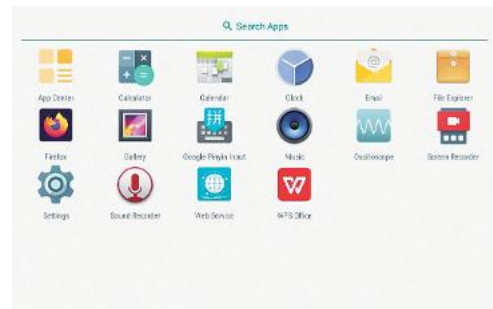 Search Apps
App Center Calculator Calendar Clock Email File Explorer
Firefox Gallery Google Pinyin Input Music Oscilloscope Screen Recorder
Settings Sound Recorder Web Service WPS Office